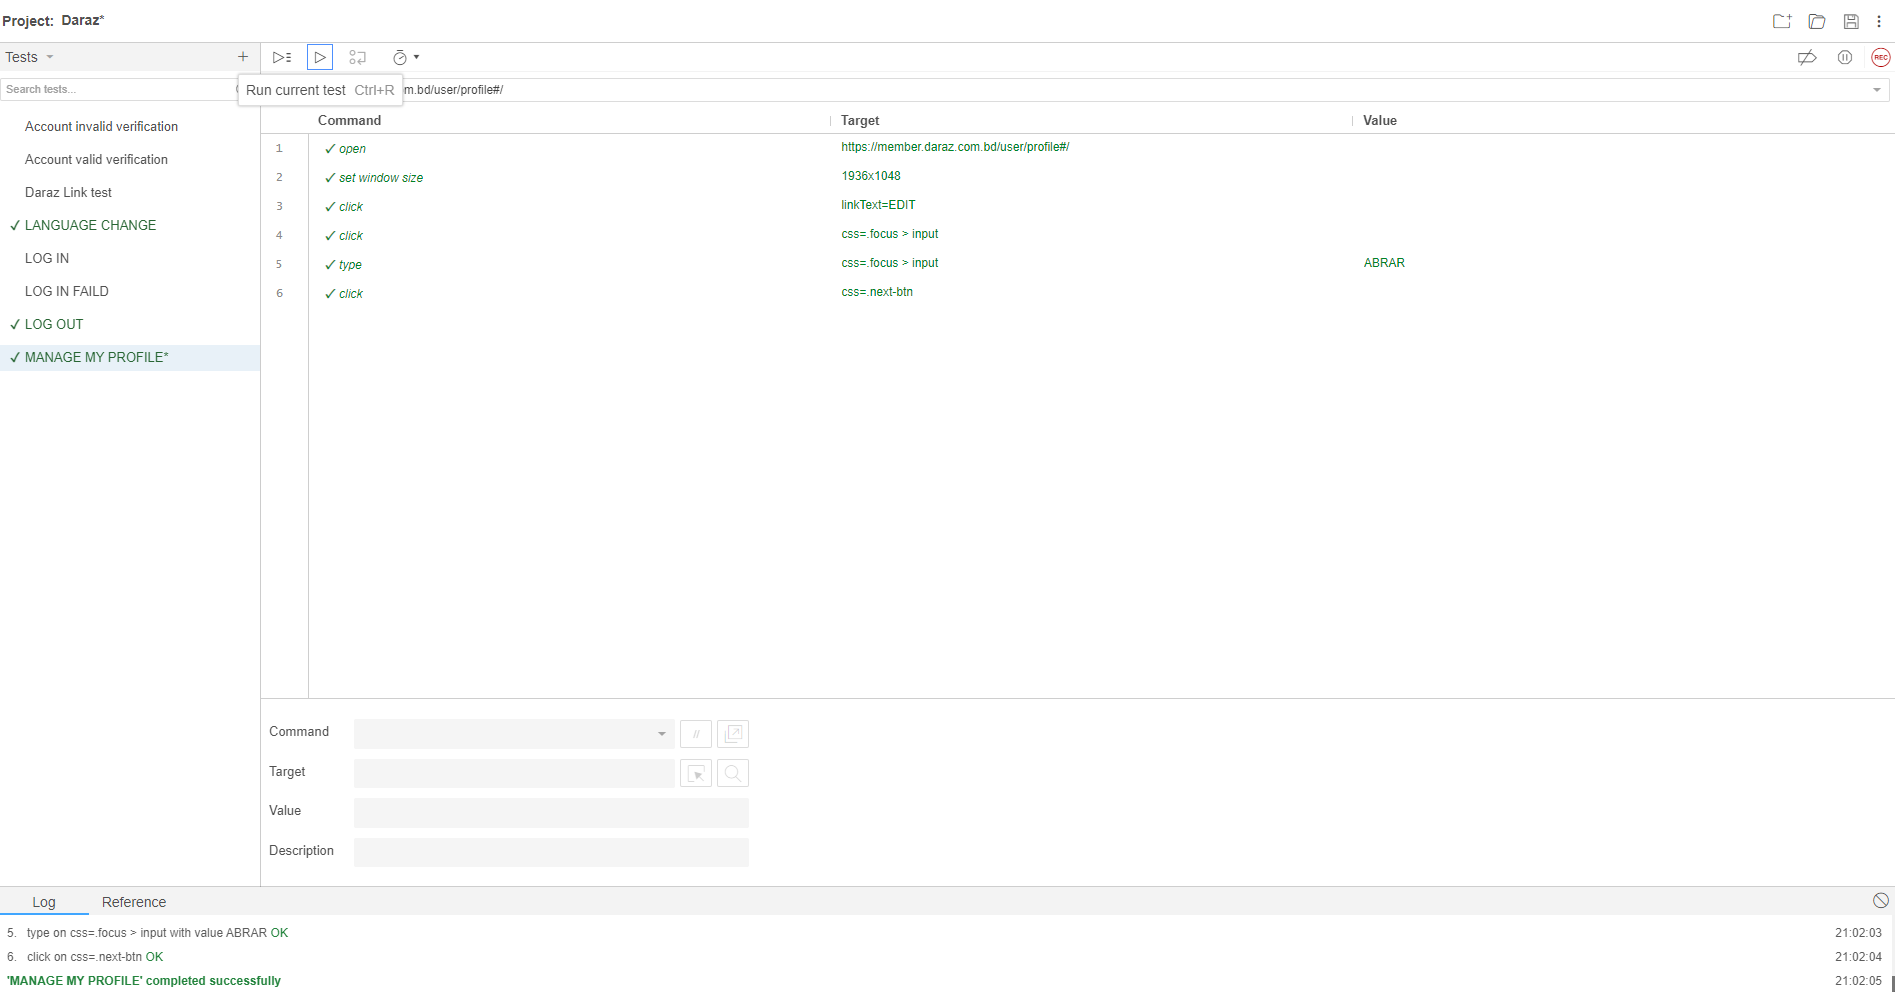 Project: Daraz*
Tests
Search tests...
Run current test Ctrl+R
m.bd/user/profile#/
REC
Account invalid verification
Account valid verification
Daraz Link test
✓ LANGUAGE CHANGE
LOG IN
LOG IN FAILD
✓ LOG OUT
✓ MANAGE MY PROFILE*
Command Target Value
1 ✓ open https://member.daraz.com.bd/user/profile#/
2 ✓ set window size 1936x1048
3 ✓ click linkText=EDIT
4 ✓ click css=.focus > input
5 ✓ type css=.focus > input ABRAR
6 ✓ click css=.next-btn
Command //
Target
Value
Description
Log Reference
5. type on css=.focus > input with value ABRAR OK 21:02:03
6. click on css=.next-btn OK 21:02:04
'MANAGE MY PROFILE' completed successfully 21:02:05